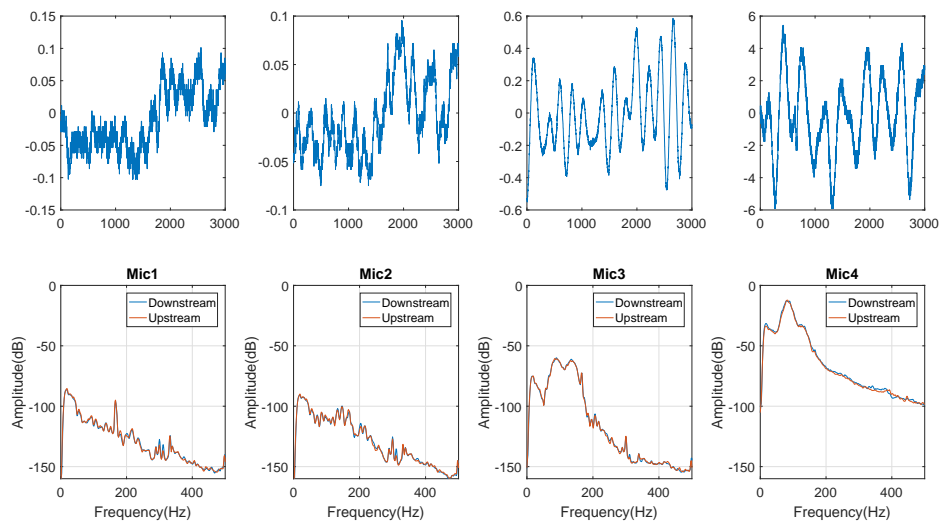 0.15
0.1
0.05
0
-0.05
-0.1
-0.15
0 1000 2000 3000
0.1
0.05
0
-0.05
-0.1
0 1000 2000 3000
0.6
0.4
0.2
0
-0.2
-0.4
-0.6
0 1000 2000 3000
6
4
2
0
-2
-4
-6
0 1000 2000 3000
Mic1
Downstream
Upstream
Amplitude(dB)
0
-50
-100
-150
0 200 400
Frequency(Hz)
Mic2
Downstream
Upstream
Amplitude(dB)
0
-50
-100
-150
0 200 400
Frequency(Hz)
Mic3
Downstream
Upstream
Amplitude(dB)
0
-50
-100
-150
0 200 400
Frequency(Hz)
Mic4
Downstream
Upstream
Amplitude(dB)
0
-50
-100
-150
0 200 400
Frequency(Hz)